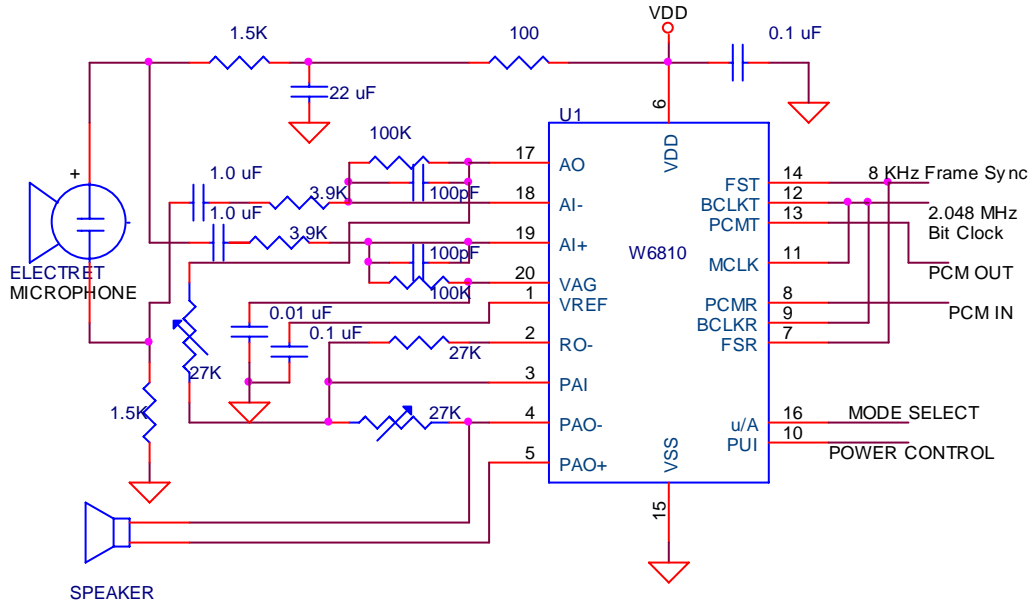 VDD
1.5K
100
0.1 uF
22 uF
6
U1
100K
VDD
17
AO
14
FST
8 KHz Frame Sync
1.0 uF
100pF
18
AI-
12
BCLKT
2.048 MHz
Bit Clock
3.9K
13
PCMT
+
-
1.0 uF
3.9K
19
AI+
W6810
11
MCLK
PCM OUT
100pF
ELECTRET
MICROPHONE
20
VAG
100K
1
VREF
8
PCMR
PCM IN
0.01 uF
0.1 uF
9
BCLKR
2
RO-
7
FSR
27K
27K
3
PAI
1.5K
27K
4
PAO-
16
u/A
MODE SELECT
10
PUI
POWER CONTROL
5
PAO+
VSS
15
SPEAKER